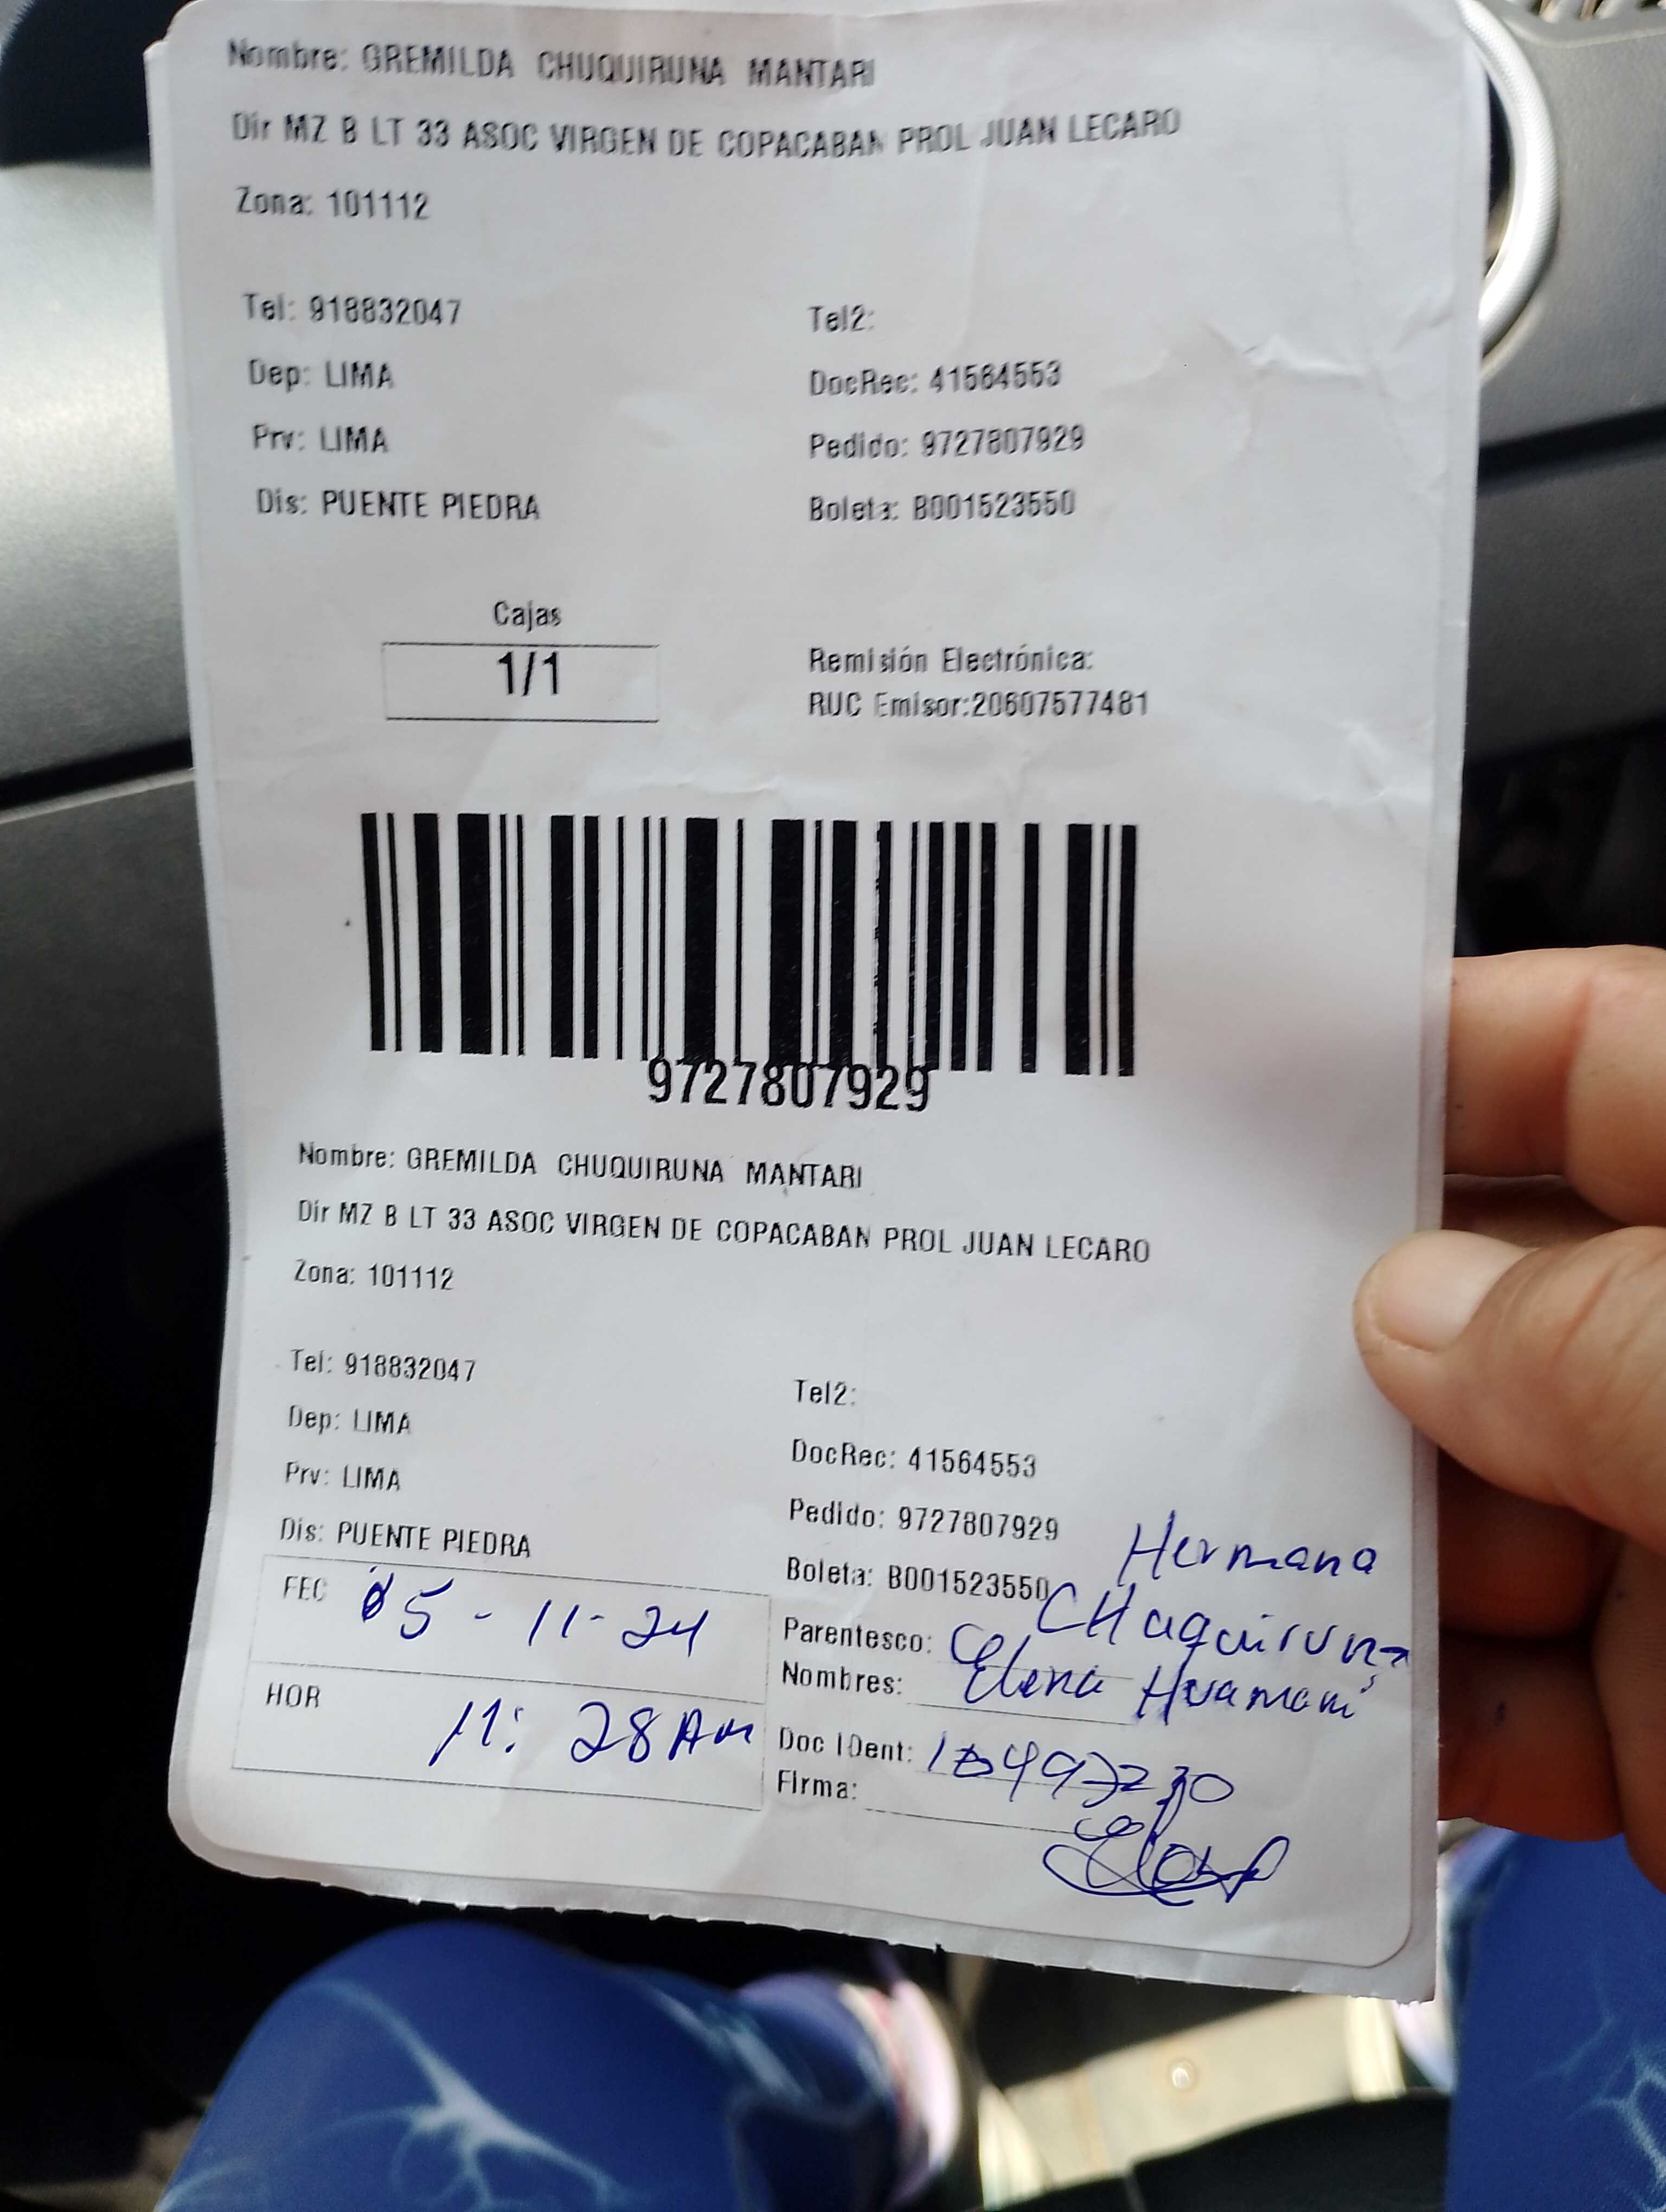 Nombre: GREMILDA CHUQUIRUNA MANTARI
Dir MZ B LT 33 ASOC VIRGEN DE COPACABAN PROL JUAN LECARO
Zona: 101112
Tel: 918832047 Tel2:
Dep: LIMA DocRec: 41564553
Prv: LIMA Pedido: 9727807929
Dis: PUENTE PIEDRA Boleta: B001523550
Cajas
1/1
Remisión Electrónica:
RUC Emisor:20607577481
9727807929
Nombre: GREMILDA CHUQUIRUNA MANTARI
Dir MZ B LT 33 ASOC VIRGEN DE COPACABAN PROL JUAN LECARO
Zona: 101112
Tel: 918832047 Tel2:
Dep: LIMA DocRec: 41564553
Prv: LIMA Pedido: 9727807929
Dis: PUENTE PIEDRA Boleta: B001523550
Hermana
FEC 05-11-24
Parentesco: CHuquiruna
Nombres: Elena Huamani
HOR 11:28 AM
Doc IDent:
Firma: